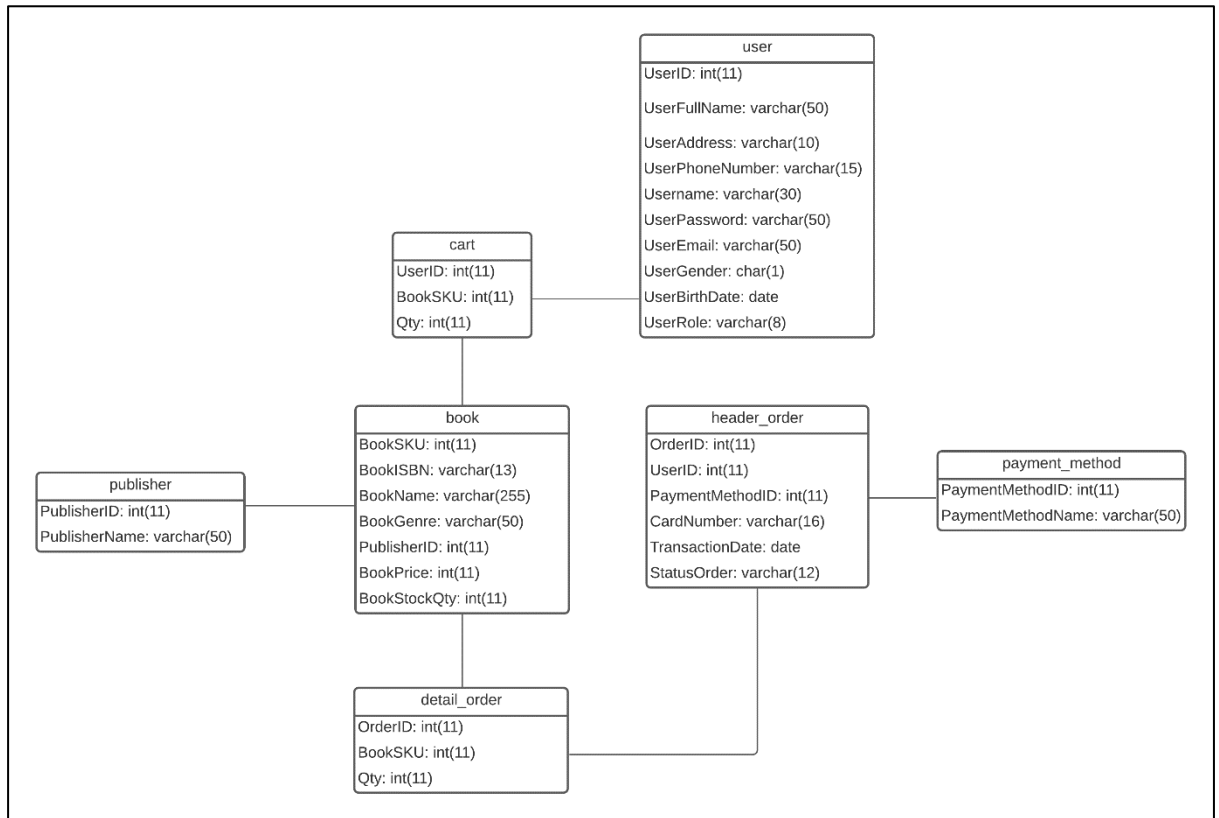 user
UserID: int(11)
UserFullName: varchar(50)
UserAddress: varchar(10)
UserPhoneNumber: varchar(15)
Username: varchar(30)
UserPassword: varchar(50)
UserEmail: varchar(50)
UserGender: char(1)
UserBirthDate: date
UserRole: varchar(8)
cart
UserID: int(11)
BookSKU: int(11)
Qty: int(11)
book
BookSKU: int(11)
BookISBN: varchar(13)
BookName: varchar(255)
BookGenre: varchar(50)
PublisherID: int(11)
BookPrice: int(11)
BookStockQty: int(11)
header_order
OrderID: int(11)
UserID: int(11)
PaymentMethodID: int(11)
CardNumber: varchar(16)
TransactionDate: date
StatusOrder: varchar(12)
payment_method
PaymentMethodID: int(11)
PaymentMethodName: varchar(50)
publisher
PublisherID: int(11)
PublisherName: varchar(50)
detail_order
OrderID: int(11)
BookSKU: int(11)
Qty: int(11)